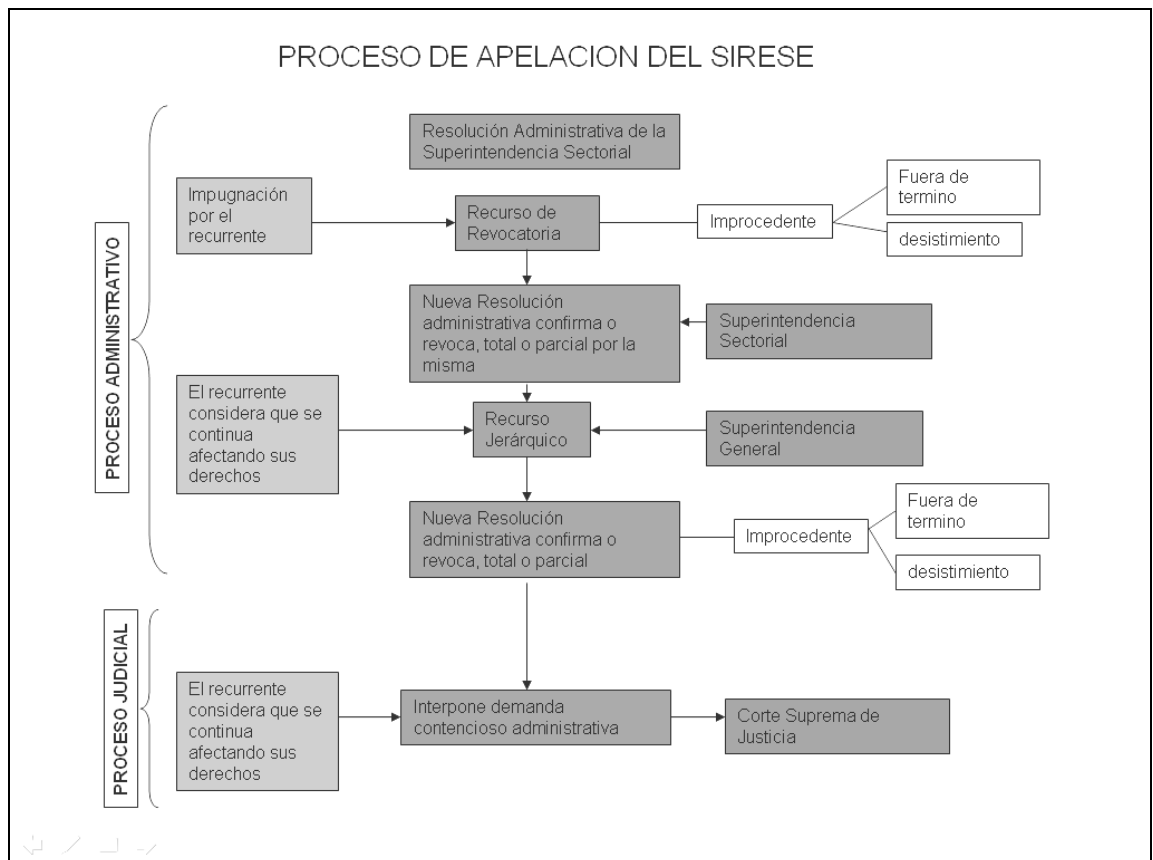 PROCESO DE APELACION DEL SIRESE
PROCESO ADMINISTRATIVO
Resolución Administrativa de la
Superintendencia Sectorial
Impugnación
por el
recurrente
Recurso de
Revocatoria
Improcedente
Fuera de
termino
desistimiento
Nueva Resolución
administrativa confirma o
revoca, total o parcial por la
misma
Superintendencia
Sectorial
El recurrente
considera que se
continua
afectando sus
derechos
Recurso
Jerárquico
Superintendencia
General
Nueva Resolución
administrativa confirma o
revoca, total o parcial
Improcedente
Fuera de
termino
desistimiento
PROCESO JUDICIAL
El recurrente
considera que se
continua
afectando sus
derechos
Interpone demanda
contencioso administrativa
Corte Suprema de
Justicia